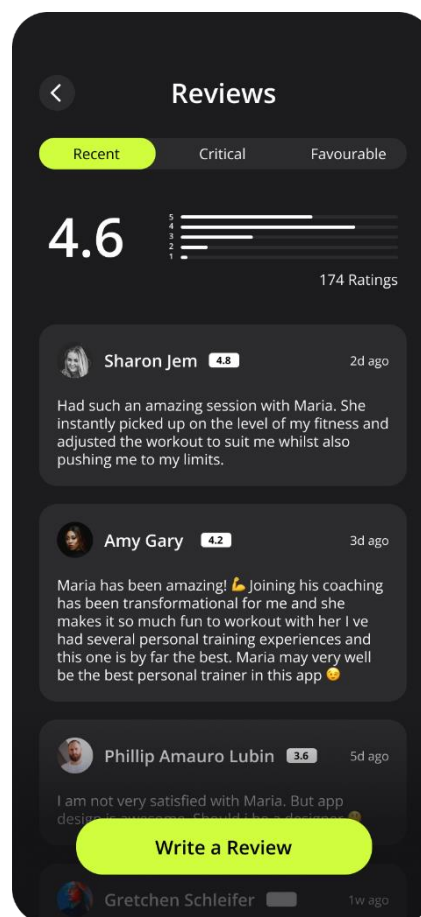 Reviews
Recent Critical Favourable
4.6
5
4
3
2
1
174 Ratings
Sharon Jem 4.8 2d ago
Had such an amazing session with Maria. She
instantly picked up on the level of my fitness and
adjusted the workout to suit me whilst also
pushing me to my limits.
Amy Gary 4.2 3d ago
Maria has been amazing! 💪 Joining his coaching
has been transformational for me and she
makes it so much fun to workout with her I ve
had several personal training experiences and
this one is by far the best. Maria may very well
be the best personal trainer in this app 😉
Phillip Amauro Lubin 3.6 5d ago
I am not very satisfied with Maria. But app
design is awesome. Should i be a designer
Write a Review
Gretchen Schleifer 1w ago